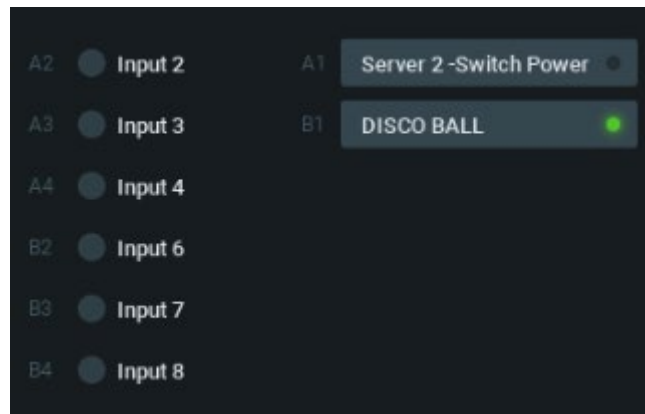 A2 Input 2 A1 Server 2 -Switch Power
A3 Input 3 B1 DISCO BALL
A4 Input 4
B2 Input 6
B3 Input 7
B4 Input 8